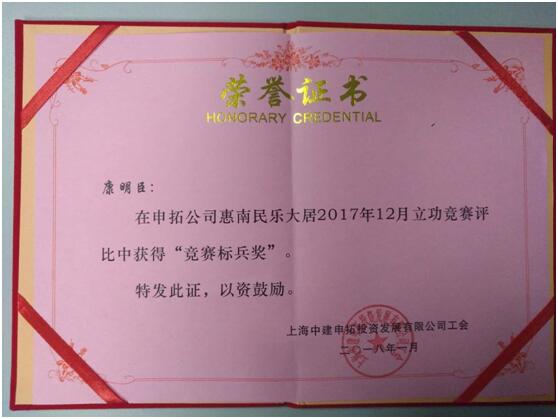 荣誉证书
HONORARY CREDENTIAL
康明臣：
在申拓公司惠南民乐大居2017年12月立功竞赛评
比中获得“竞赛标兵奖”。
特发此证，以资鼓励。
上海中建申拓投资发展有限公司工会
二〇一八年一月